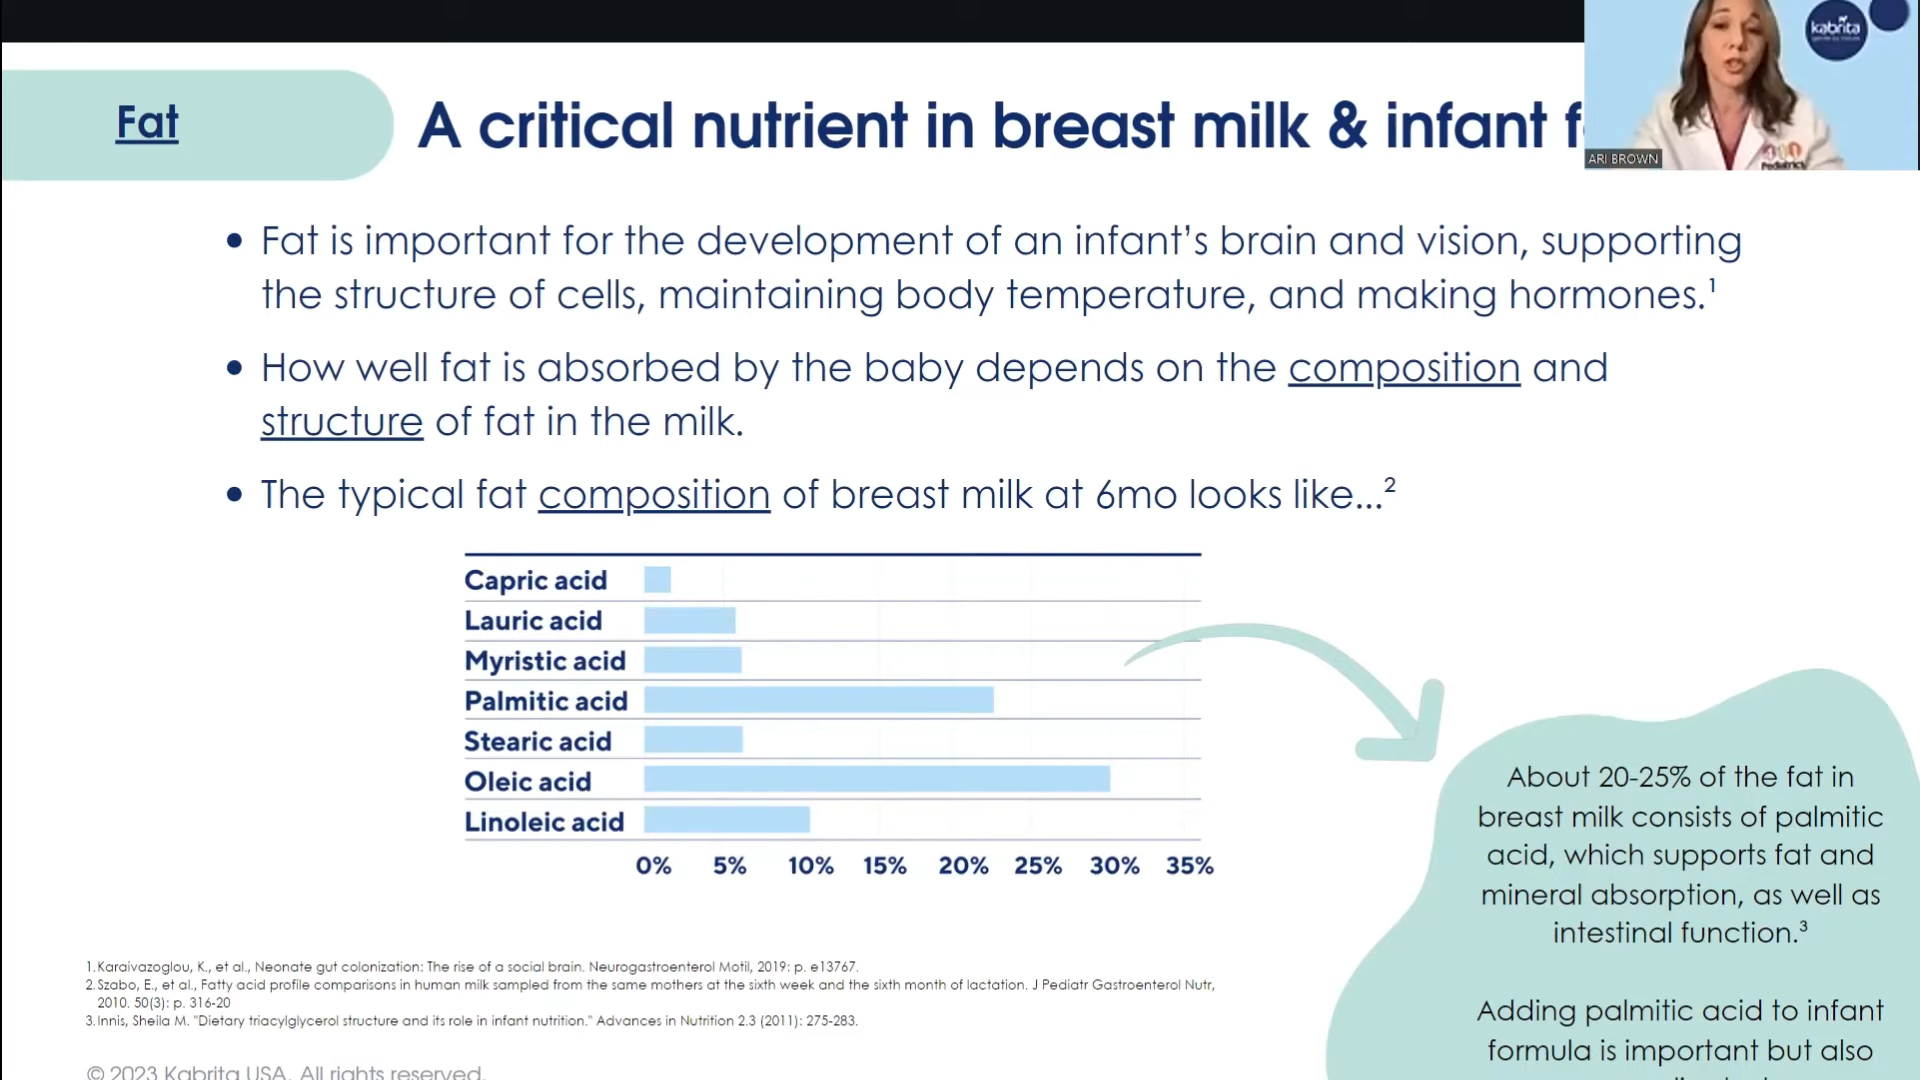 kabrita
Fat
A critical nutrient in breast milk & infant
ARI BROWN
Pediatrics
• Fat is important for the development of an infant’s brain and vision, supporting
the structure of cells, maintaining body temperature, and making hormones.¹
• How well fat is absorbed by the baby depends on the composition and
structure of fat in the milk.
• The typical fat composition of breast milk at 6mo looks like...²
Capric acid
Lauric acid
Myristic acid
Palmitic acid
Stearic acid
Oleic acid
Linoleic acid
0% 5% 10% 15% 20% 25% 30% 35%
About 20-25% of the fat in
breast milk consists of palmitic
acid, which supports fat and
mineral absorption, as well as
intestinal function.³
Adding palmitic acid to infant
formula is important but also
1. Karaivazoglou, K., et al., Neonate gut colonization: The rise of a social brain. Neurogastroenterol Motil, 2019: p. e13767.
2. Szabo, E., et al., Fatty acid profile comparisons in human milk sampled from the same mothers at the sixth week and the sixth month of lactation. J Pediatr Gastroenterol Nutr,
2010. 50(3): p. 316-20
3. Innis, Sheila M. "Dietary triacylglycerol structure and its role in infant nutrition." Advances in Nutrition 2.3 (2011): 275-283.
© 2023 Kabrita USA. All rights reserved.